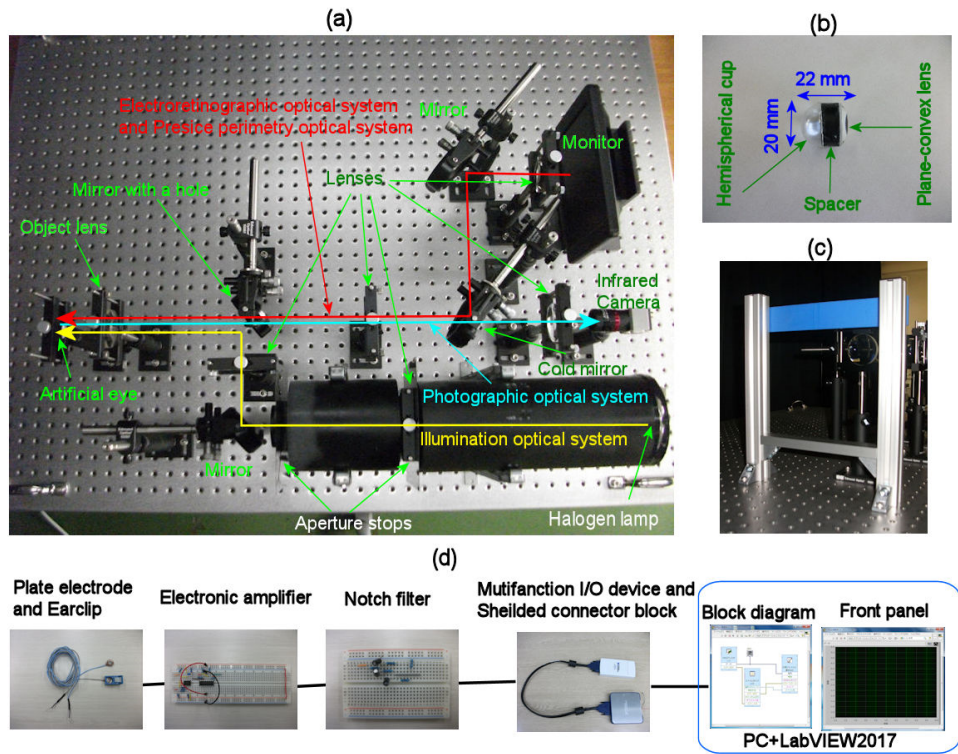 (a)
Electroretinographic optical system
and Presice perimetry optical system
Mirror
Monitor
Mirror with a hole
Lenses
Object lens
Infrared
Camera
Artificial eye
Cold mirror
Photographic optical system
Illumination optical system
Mirror
Aperture stops
Halogen lamp
(b)
22 mm
20 mm
Hemispherical cup
Plane-convex lens
Spacer
(c)
(d)
Plate electrode
and Earclip
Electronic amplifier
Notch filter
Mutifanction I/O device and
Sheilded connector block
Block diagram
Front panel
PC+LabVIEW2017